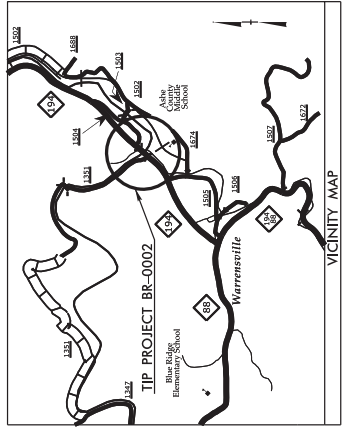 1502
1688
1503
194
1502
Ashe
County
Middle
School
1504
1674
1351
1505
1506
194
194
88
1507
1672
88
Warrensville
TIP PROJECT BR-0002
Blue Ridge
Elementary School
1351
1347
VICINITY MAP